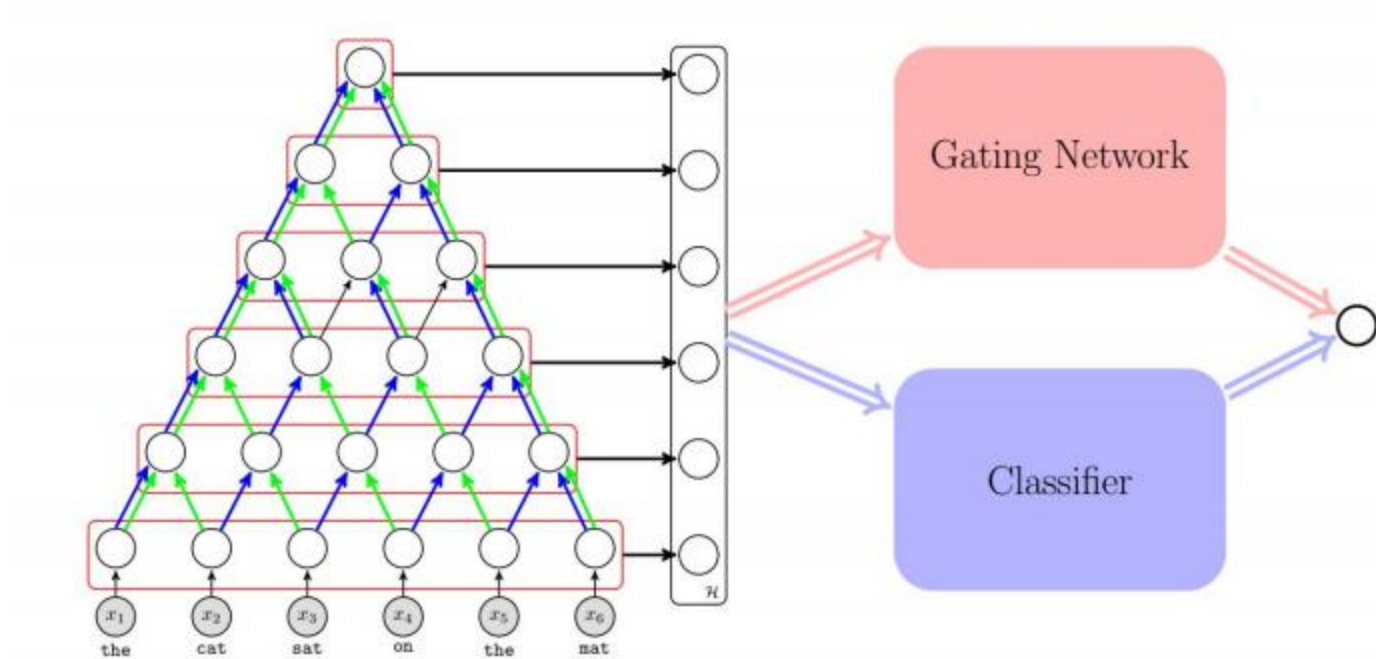 Gating Network
Classifier
ℋ
x₁ x₂ x₃ x₄ x₅ x₆
the cat sat on the mat